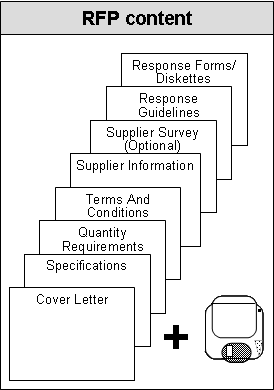 RFP content
Response Forms/
Diskettes
Response
Guidelines
Supplier Survey
(Optional)
Supplier Information
Terms And
Conditions
Quantity
Requirements
Specifications
Cover Letter
+